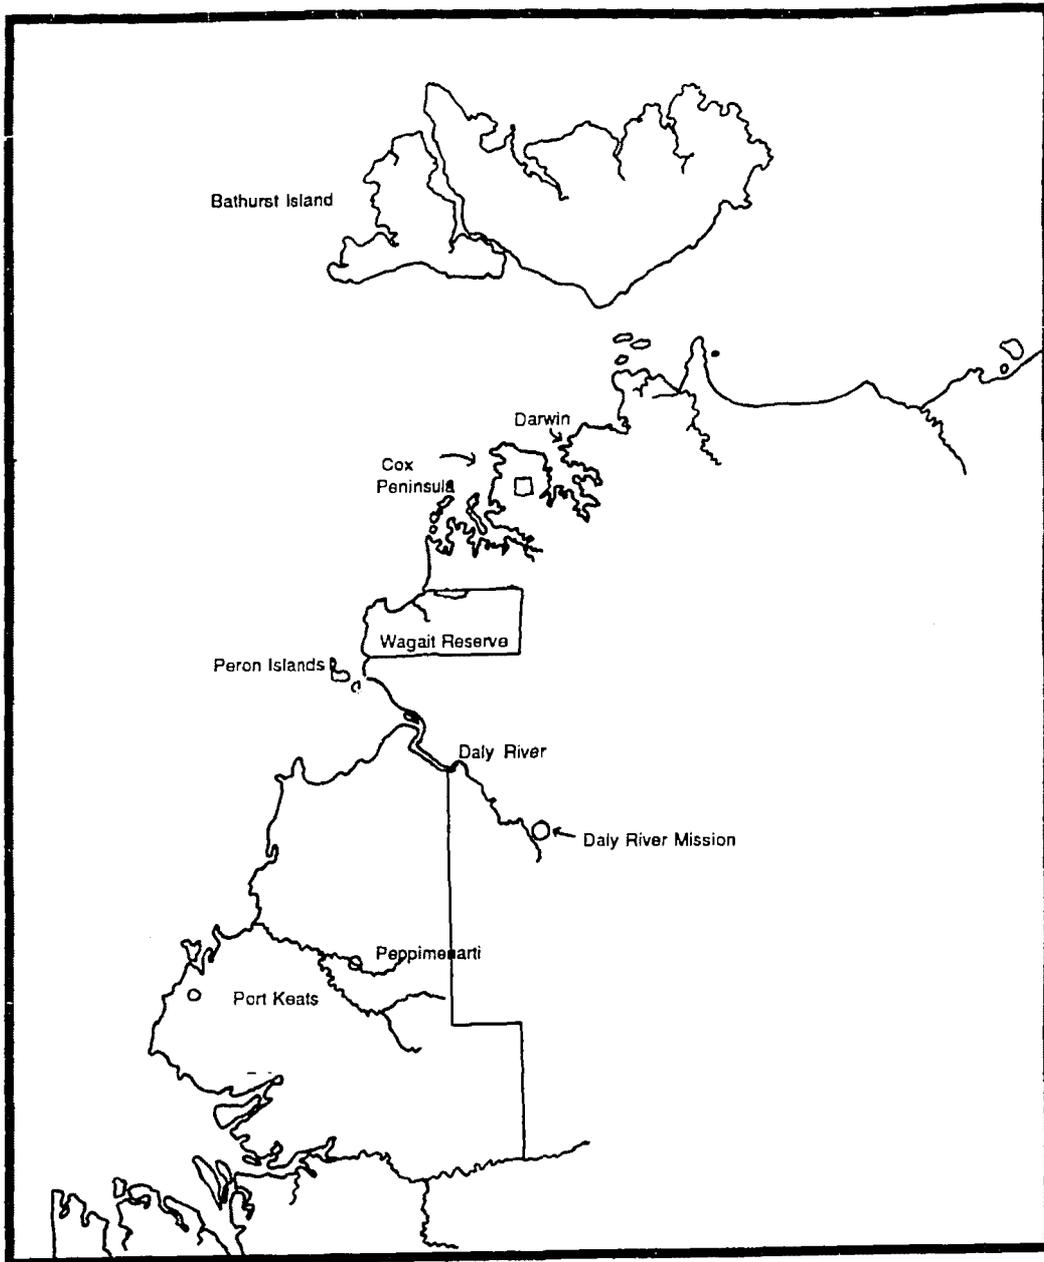 Bathurst Island
Darwin
Cox
Peninsula
Wagait Reserve
Peron Islands
Daly River
Daly River Mission
Peppimenarti
Port Keats